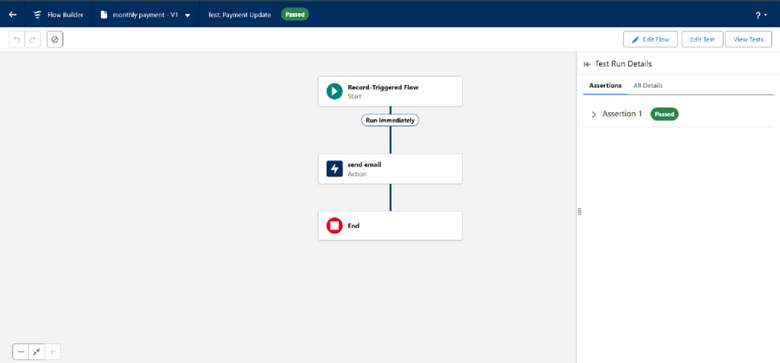 Flow Builder
monthly payment - V1
Test: Payment Update
Passed
?
Edit Flow
Edit Test
View Tests
Test Run Details
Assertions
All Details
Assertion 1
Passed
Record-Triggered Flow
Start
Run Immediately
send email
Action
End